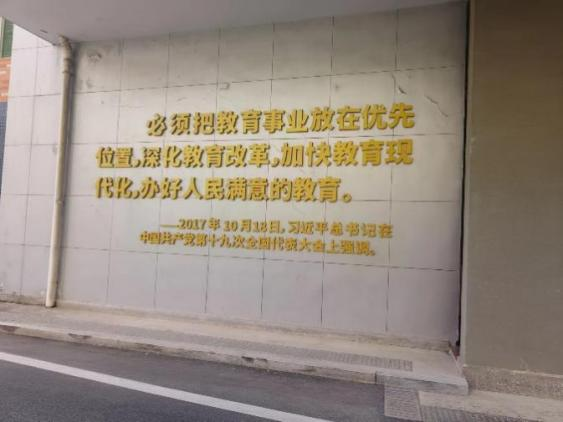 必须把教育事业放在优先
位置,深化教育改革,加快教育现
代化,办好人民满意的教育。
——2017年10月18日,习近平总书记在
中国共产党第十九次全国代表大会上强调。